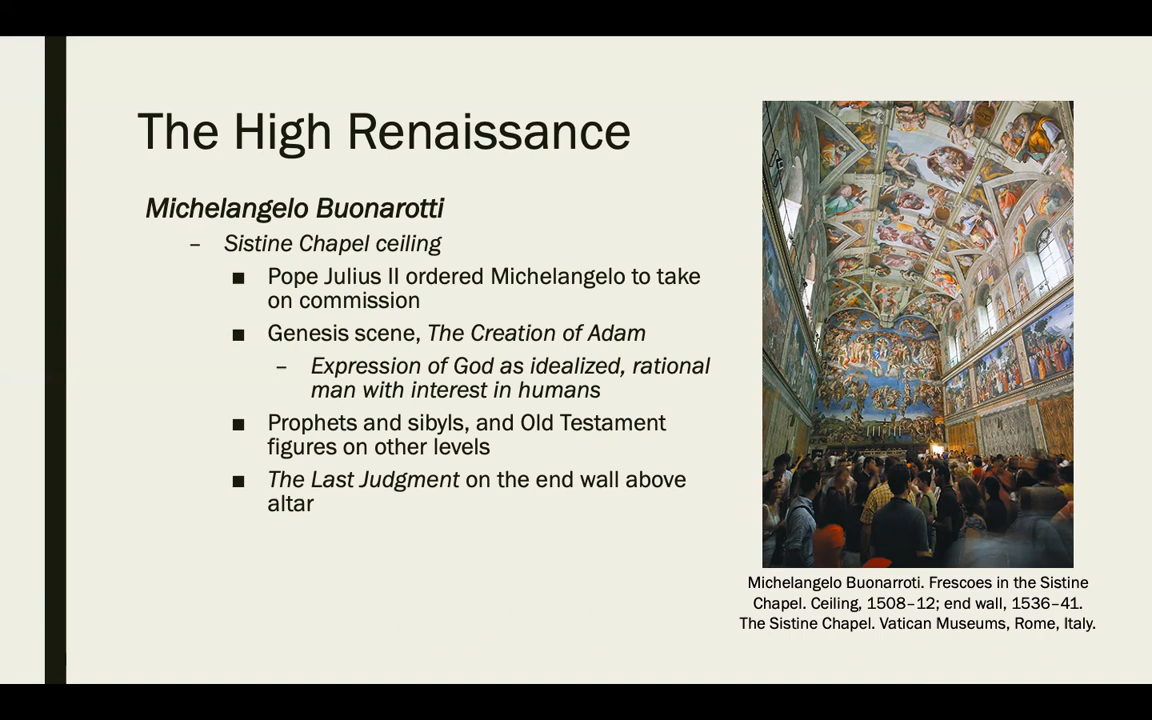 The High Renaissance
Michelangelo Buonarotti
– Sistine Chapel ceiling
■ Pope Julius II ordered Michelangelo to take
on commission
■ Genesis scene, The Creation of Adam
– Expression of God as idealized, rational
man with interest in humans
■ Prophets and sibyls, and Old Testament
figures on other levels
■ The Last Judgment on the end wall above
altar
Michelangelo Buonarroti. Frescoes in the Sistine
Chapel. Ceiling, 1508–12; end wall, 1536–41.
The Sistine Chapel. Vatican Museums, Rome, Italy.